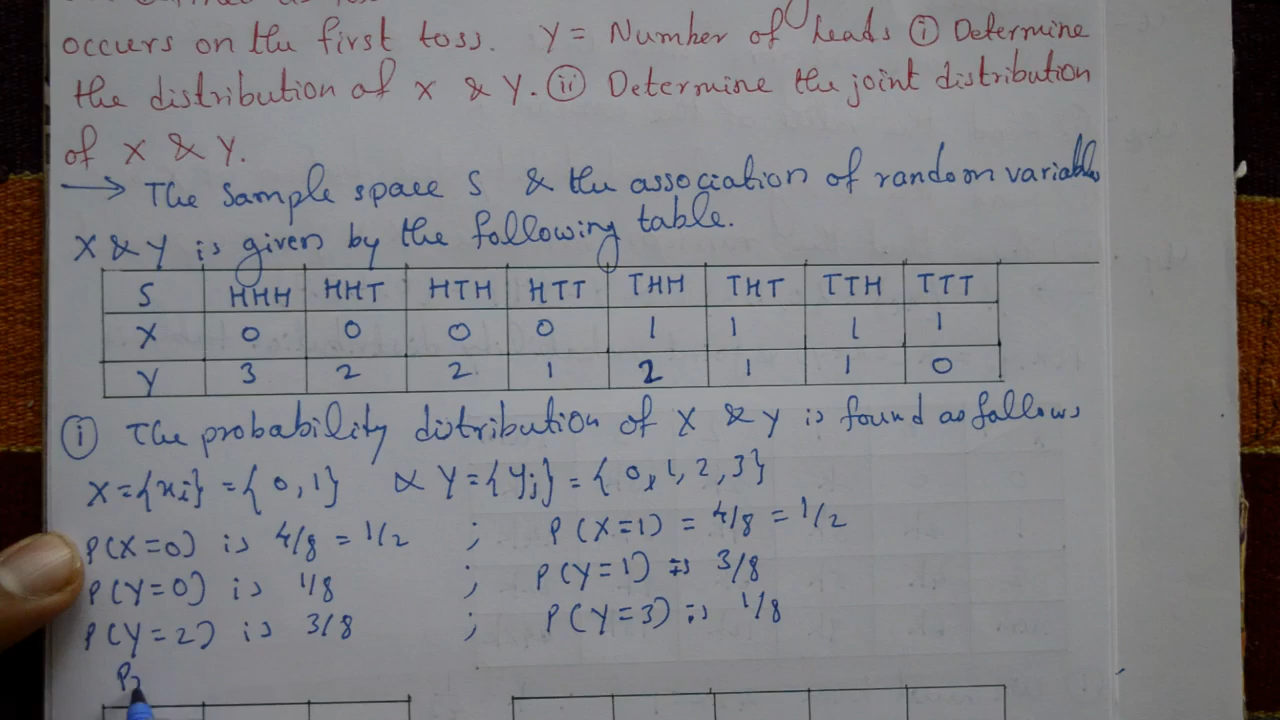 occurs on the first toss. Y = Number of heads ⓘ Determine
the distribution of X & Y. ⓘⓘ Determine the joint distribution
of X & Y.
→ The sample space S & the association of random variables
X & Y is given by the following table.
S HHH HHT HTH HTT THH THT TTH TTT
X 0 0 0 0 1 1 1 1
Y 3 2 2 1 2 1 1 0
ⓘ The probability distribution of X & Y is found as follows
X = {xi} = {0, 1} & Y = {yj} = {0, 1, 2, 3}
P(X=0) is 4/8 = 1/2 ; P(X=1) = 4/8 = 1/2
P(Y=0) is 1/8 ; P(Y=1) is 3/8
P(Y=2) is 3/8 ; P(Y=3) is 1/8